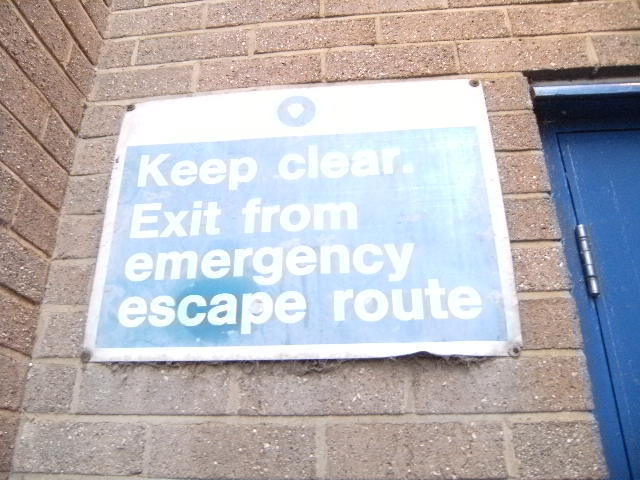 Keep clear.
Exit from
emergency
escape route